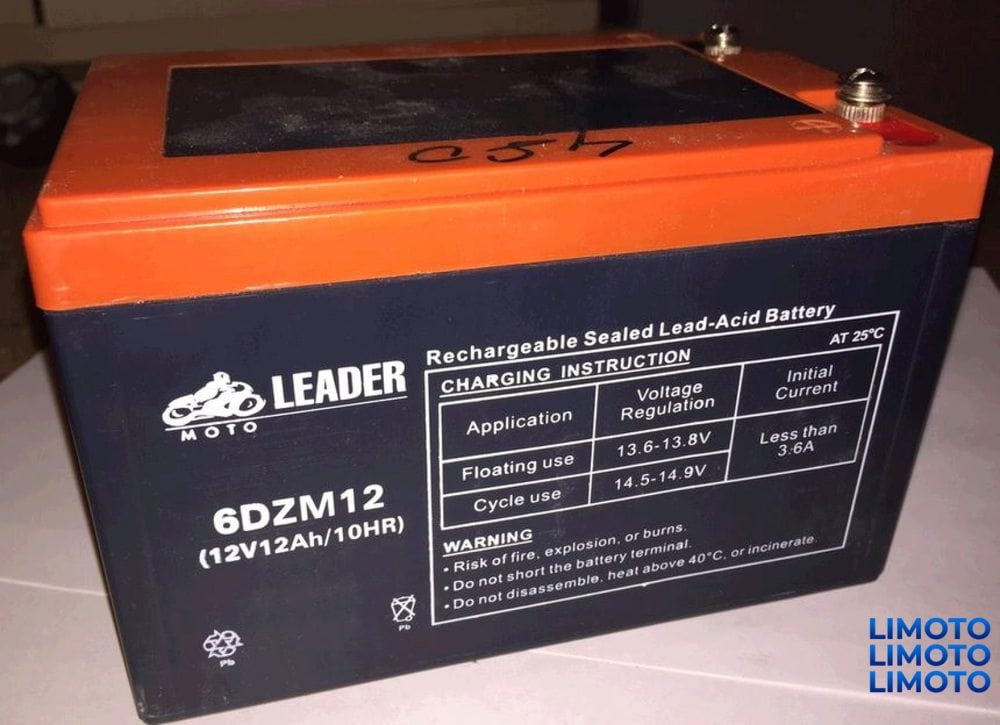 450
LEADER
MOTO
6DZM12
(12V12Ah/10HR)
Pb
Pb
Rechargeable Sealed Lead-Acid Battery
CHARGING INSTRUCTION
AT 25°C
Application Voltage Regulation Initial Current
Floating use 13.6-13.8V Less than 3.6A
Cycle use 14.5-14.9V
WARNING
• Risk of fire, explosion, or burns.
• Do not short the battery terminal.
• Do not disassemble, heat above 40°C, or incinerate.
LIMOTO
LIMOTO
LIMOTO